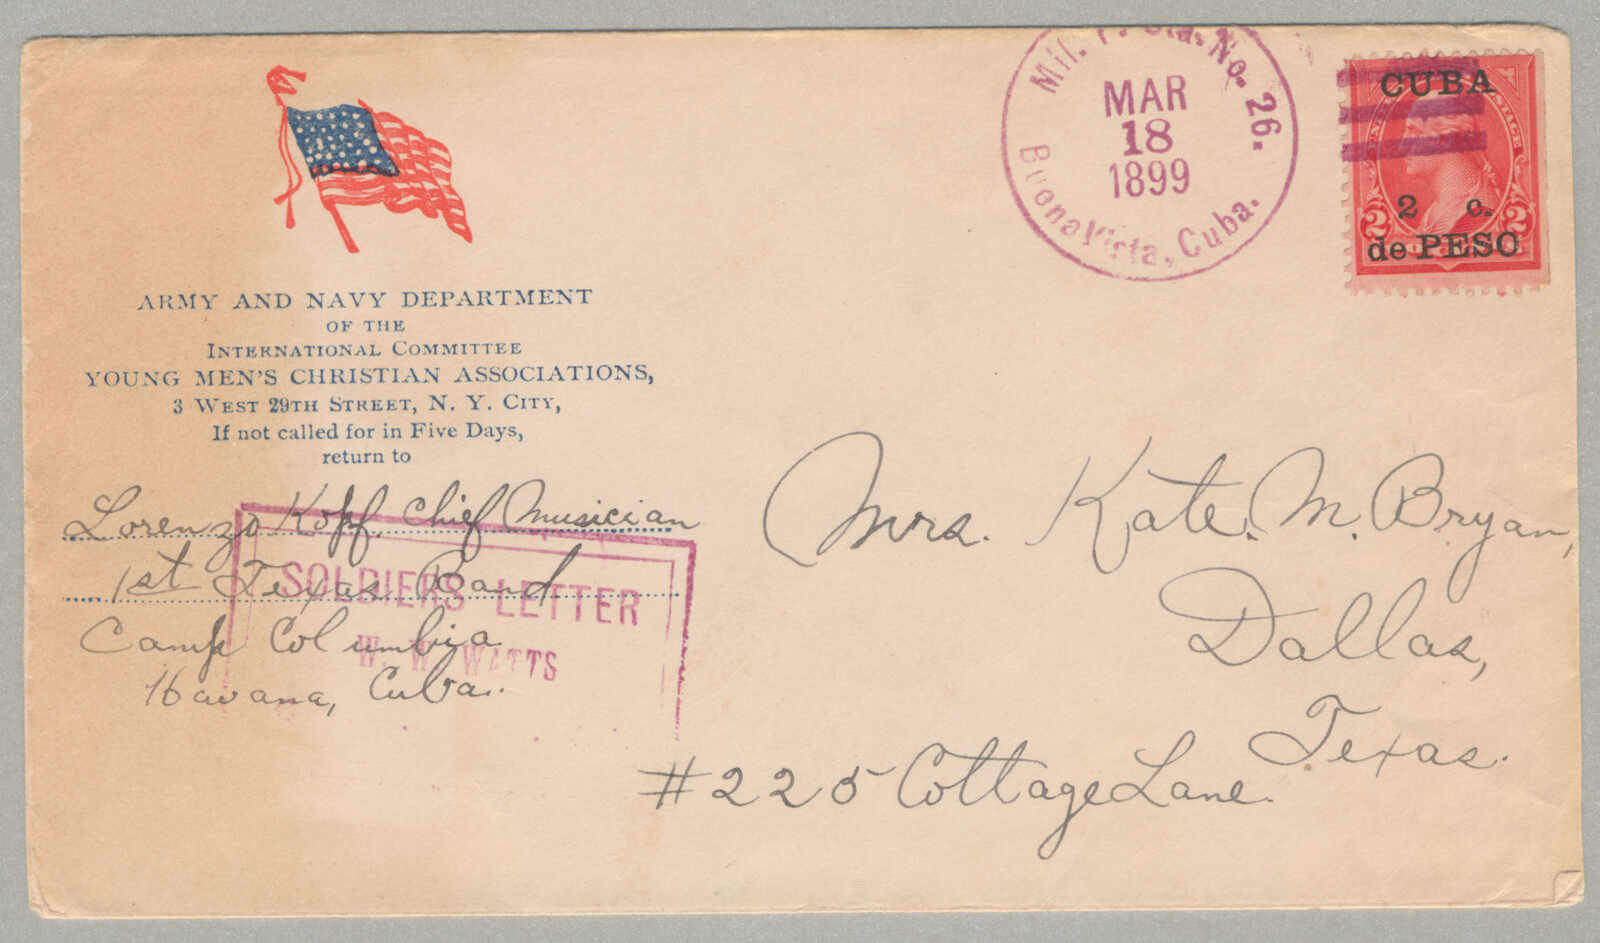 ARMY AND NAVY DEPARTMENT
OF THE
INTERNATIONAL COMMITTEE
YOUNG MEN'S CHRISTIAN ASSOCIATIONS,
3 WEST 29TH STREET, N. Y. CITY,
If not called for in Five Days,
return to
Lorenzo Kopf. Chief Musician
1st Texas Band
Camp Columbia
Havana, Cuba.
SOLDIERS LETTER
W. W. WATTS
Mil. P. Sta. No. 26.
MAR
18
1899
Buena Vista, Cuba.
CUBA
2 c.
de PESO
2 2
Mrs. Kate. M. Bryan,
Dallas,
Texas.
#225 Cottage Lane.